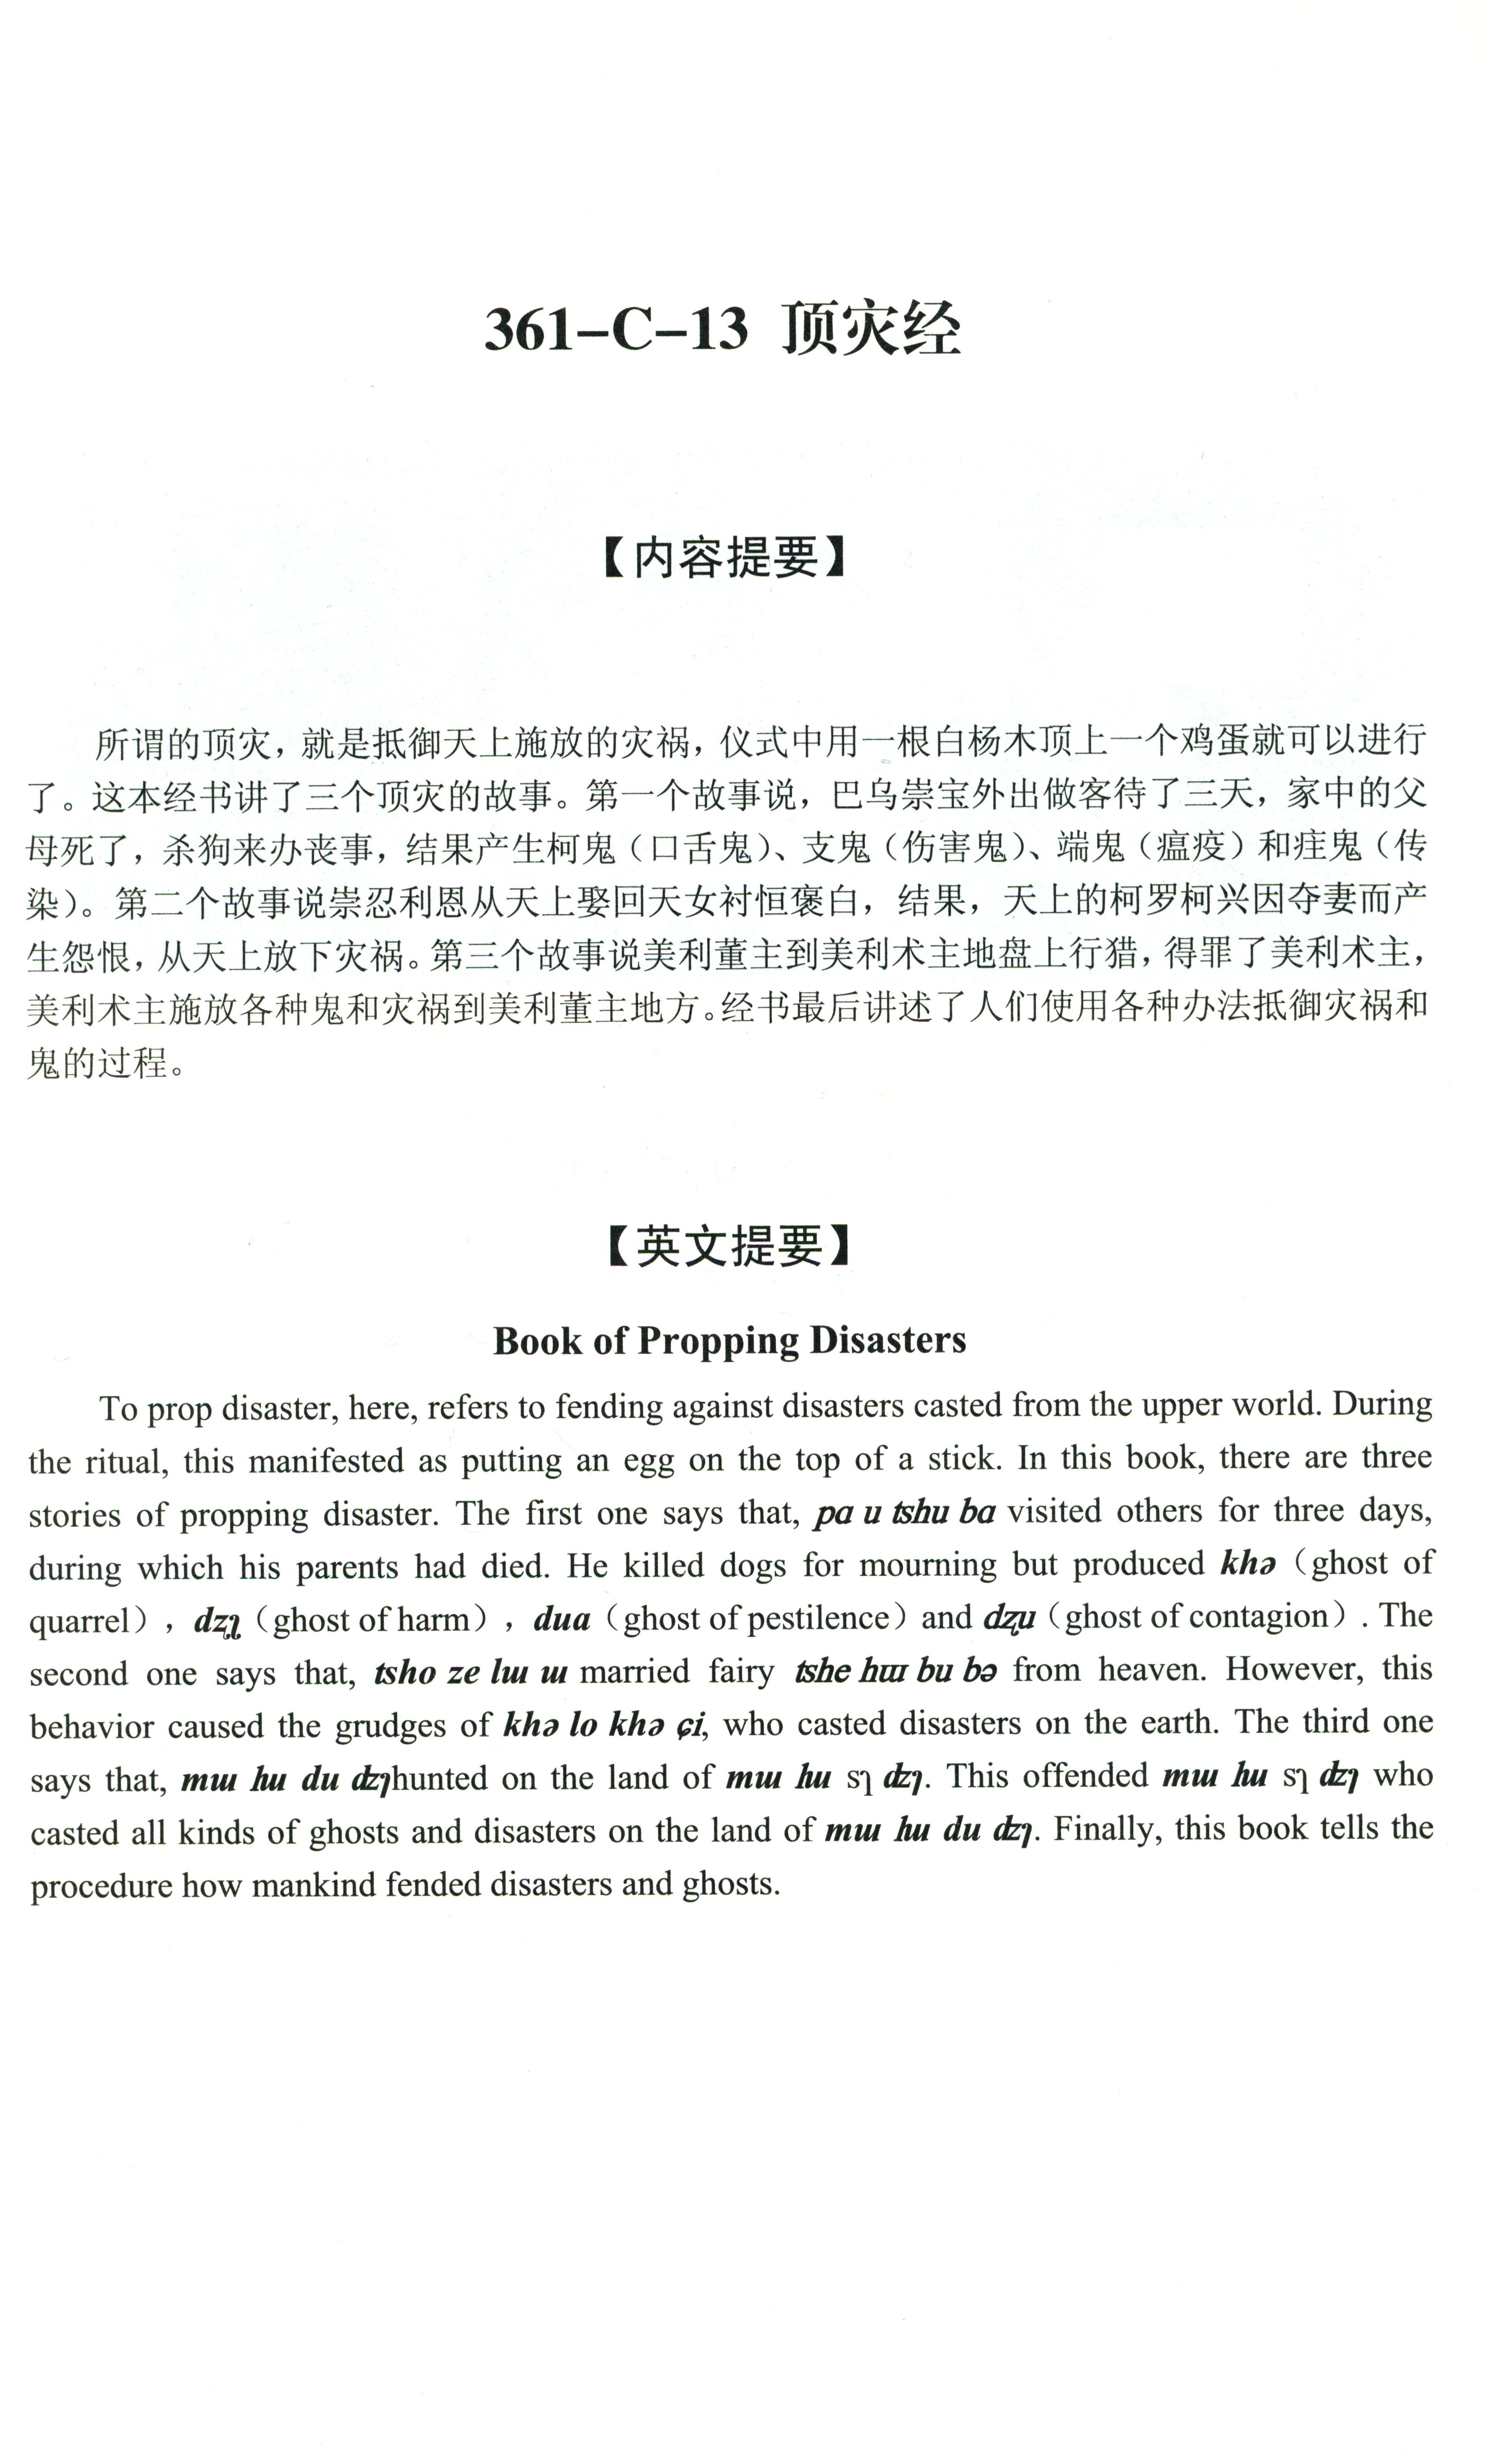 361–C–13 顶灾经
【内容提要】
所谓的顶灾，就是抵御天上施放的灾祸，仪式中用一根白杨木顶上一个鸡蛋就可以进行
了。这本经书讲了三个顶灾的故事。第一个故事说，巴乌崇宝外出做客待了三天，家中的父
母死了，杀狗来办丧事，结果产生柯鬼（口舌鬼）、支鬼（伤害鬼）、端鬼（瘟疫）和疰鬼（传
染）。第二个故事说崇忍利恩从天上娶回天女衬恒褒白，结果，天上的柯罗柯兴因夺妻而产
生怨恨，从天上放下灾祸。第三个故事说美利董主到美利术主地盘上行猎，得罪了美利术主，
美利术主施放各种鬼和灾祸到美利董主地方。经书最后讲述了人们使用各种办法抵御灾祸和
鬼的过程。
【英文提要】
Book of Propping Disasters
To prop disaster, here, refers to fending against disasters casted from the upper world. During
the ritual, this manifested as putting an egg on the top of a stick. In this book, there are three
stories of propping disaster. The first one says that, pa u tʂhu ba visited others for three days,
during which his parents had died. He killed dogs for mourning but produced khə（ghost of
quarrel），dʐʅ（ghost of harm），dua（ghost of pestilence）and dʐu（ghost of contagion）. The
second one says that, tsho ze lɯ ɯ married fairy tshe hɯ bu bə from heaven. However, this
behavior caused the grudges of khə lo khə ɕi, who casted disasters on the earth. The third one
says that, mɯ lɯ du dzɿhunted on the land of mɯ lɯ sɿ dzɿ. This offended mɯ lɯ sɿ dzɿ who
casted all kinds of ghosts and disasters on the land of mɯ lɯ du dzɿ. Finally, this book tells the
procedure how mankind fended disasters and ghosts.